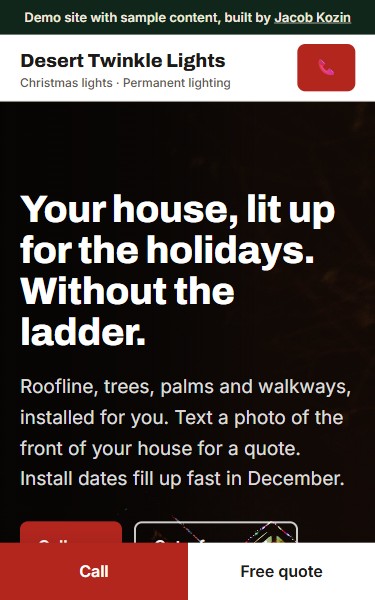 Demo site with sample content, built by Jacob Kozin
Desert Twinkle Lights
Christmas lights · Permanent lighting
Your house, lit up
for the holidays.
Without the
ladder.
Roofline, trees, palms and walkways,
installed for you. Text a photo of the
front of your house for a quote.
Install dates fill up fast in December.
Call
Free quote